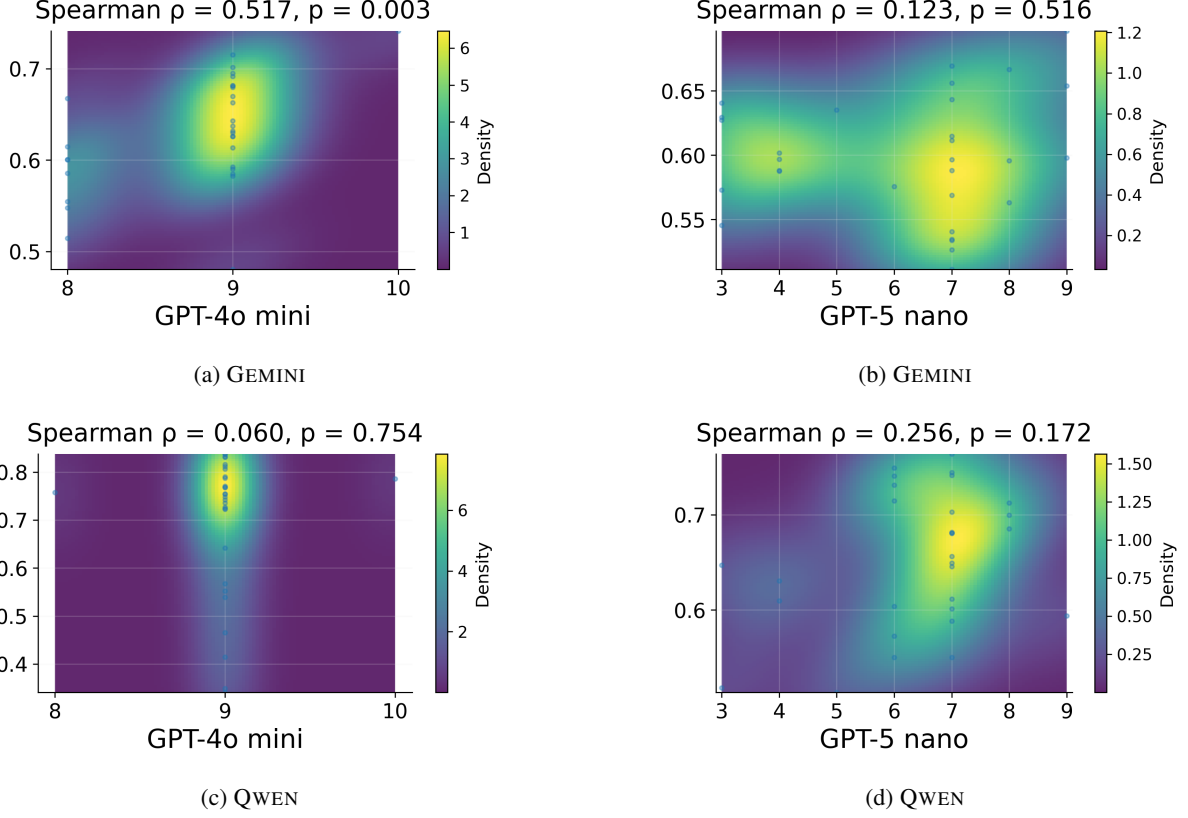 Spearman ρ = 0.517, p = 0.003
0.7
0.6
0.5
8 9 10
GPT-4o mini
6
5
4
3
2
1
Density
(a) GEMINI
Spearman ρ = 0.123, p = 0.516
0.65
0.60
0.55
3 4 5 6 7 8 9
GPT-5 nano
1.2
1.0
0.8
0.6
0.4
0.2
Density
(b) GEMINI
Spearman ρ = 0.060, p = 0.754
0.8
0.7
0.6
0.5
0.4
8 9 10
GPT-4o mini
6
4
2
Density
(c) QWEN
Spearman ρ = 0.256, p = 0.172
0.7
0.6
3 4 5 6 7 8 9
GPT-5 nano
1.50
1.25
1.00
0.75
0.50
0.25
Density
(d) QWEN